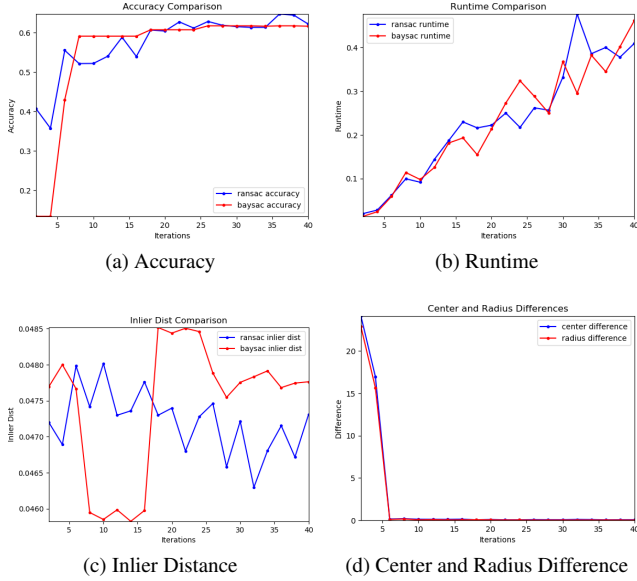 Accuracy Comparison
0.6
0.5
0.4
0.3
0.2
Accuracy
ransac accuracy
baysac accuracy
5 10 15 20 25 30 35 40
Iterations
(a) Accuracy
Runtime Comparison
ransac runtime
baysac runtime
0.4
0.3
0.2
0.1
Runtime
5 10 15 20 25 30 35 40
Iterations
(b) Runtime
Inlier Dist Comparison
0.0485
0.0480
0.0475
0.0470
0.0465
0.0460
Inlier Dist
ransac inlier dist
baysac inlier dist
5 10 15 20 25 30 35 40
Iterations
(c) Inlier Distance
Center and Radius Differences
center difference
radius difference
20
15
10
5
0
Difference
5 10 15 20 25 30 35 40
Iterations
(d) Center and Radius Difference